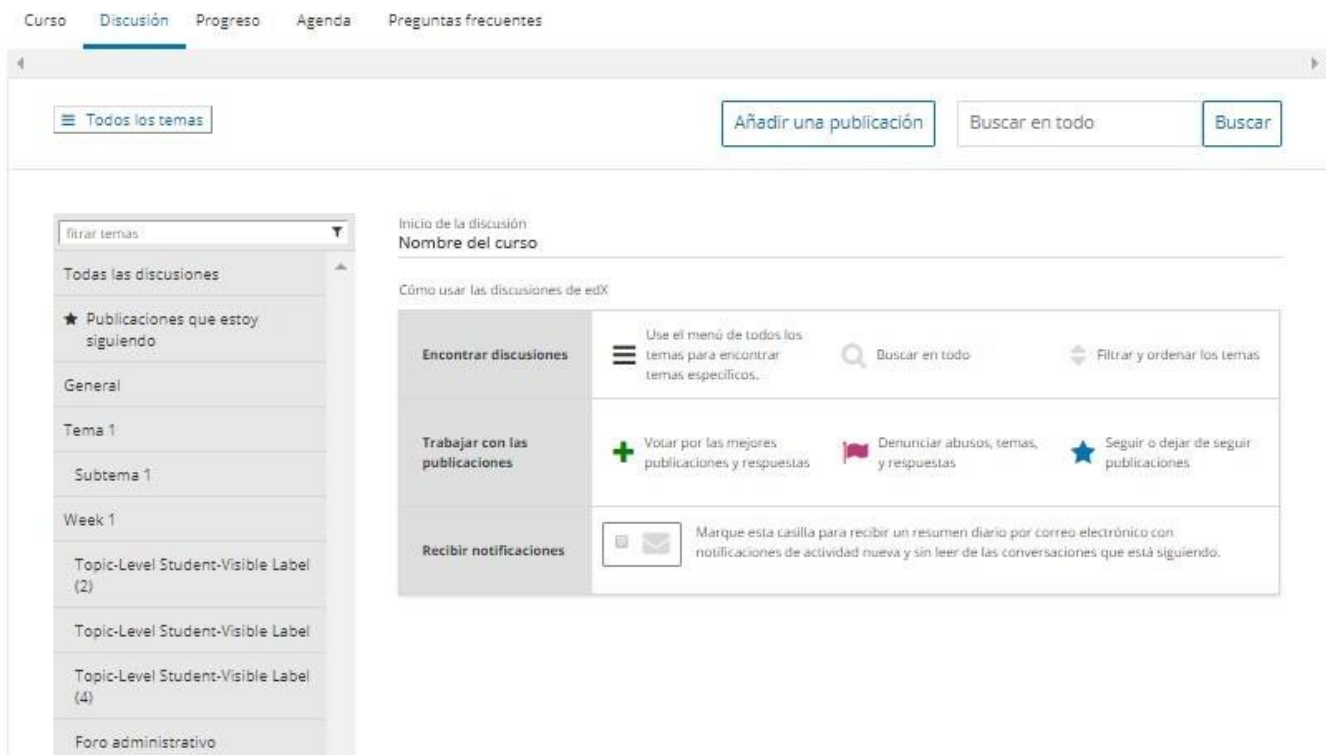 Curso Discusión Progreso Agenda Preguntas frecuentes
Todos los temas
Añadir una publicación
Buscar en todo
Buscar
fitrar temas
Todas las discusiones
Publicaciones que estoy
siguiendo
General
Tema 1
Subtema 1
Week 1
Topic-Level Student-Visible Label
(2)
Topic-Level Student-Visible Label
Topic-Level Student-Visible Label
(4)
Foro administrativo
Inicio de la discusión
Nombre del curso
Cómo usar las discusiones de edX
Encontrar discusiones
Use el menú de todos los
temas para encontrar
temas específicos.
Buscar en todo
Filtrar y ordenar los temas
Trabajar con las
publicaciones
Votar por las mejores
publicaciones y respuestas
Denunciar abusos, temas,
y respuestas
Seguir o dejar de seguir
publicaciones
Recibir notificaciones
Marque esta casilla para recibir un resumen diario por correo electrónico con
notificaciones de actividad nueva y sin leer de las conversaciones que está siguiendo.